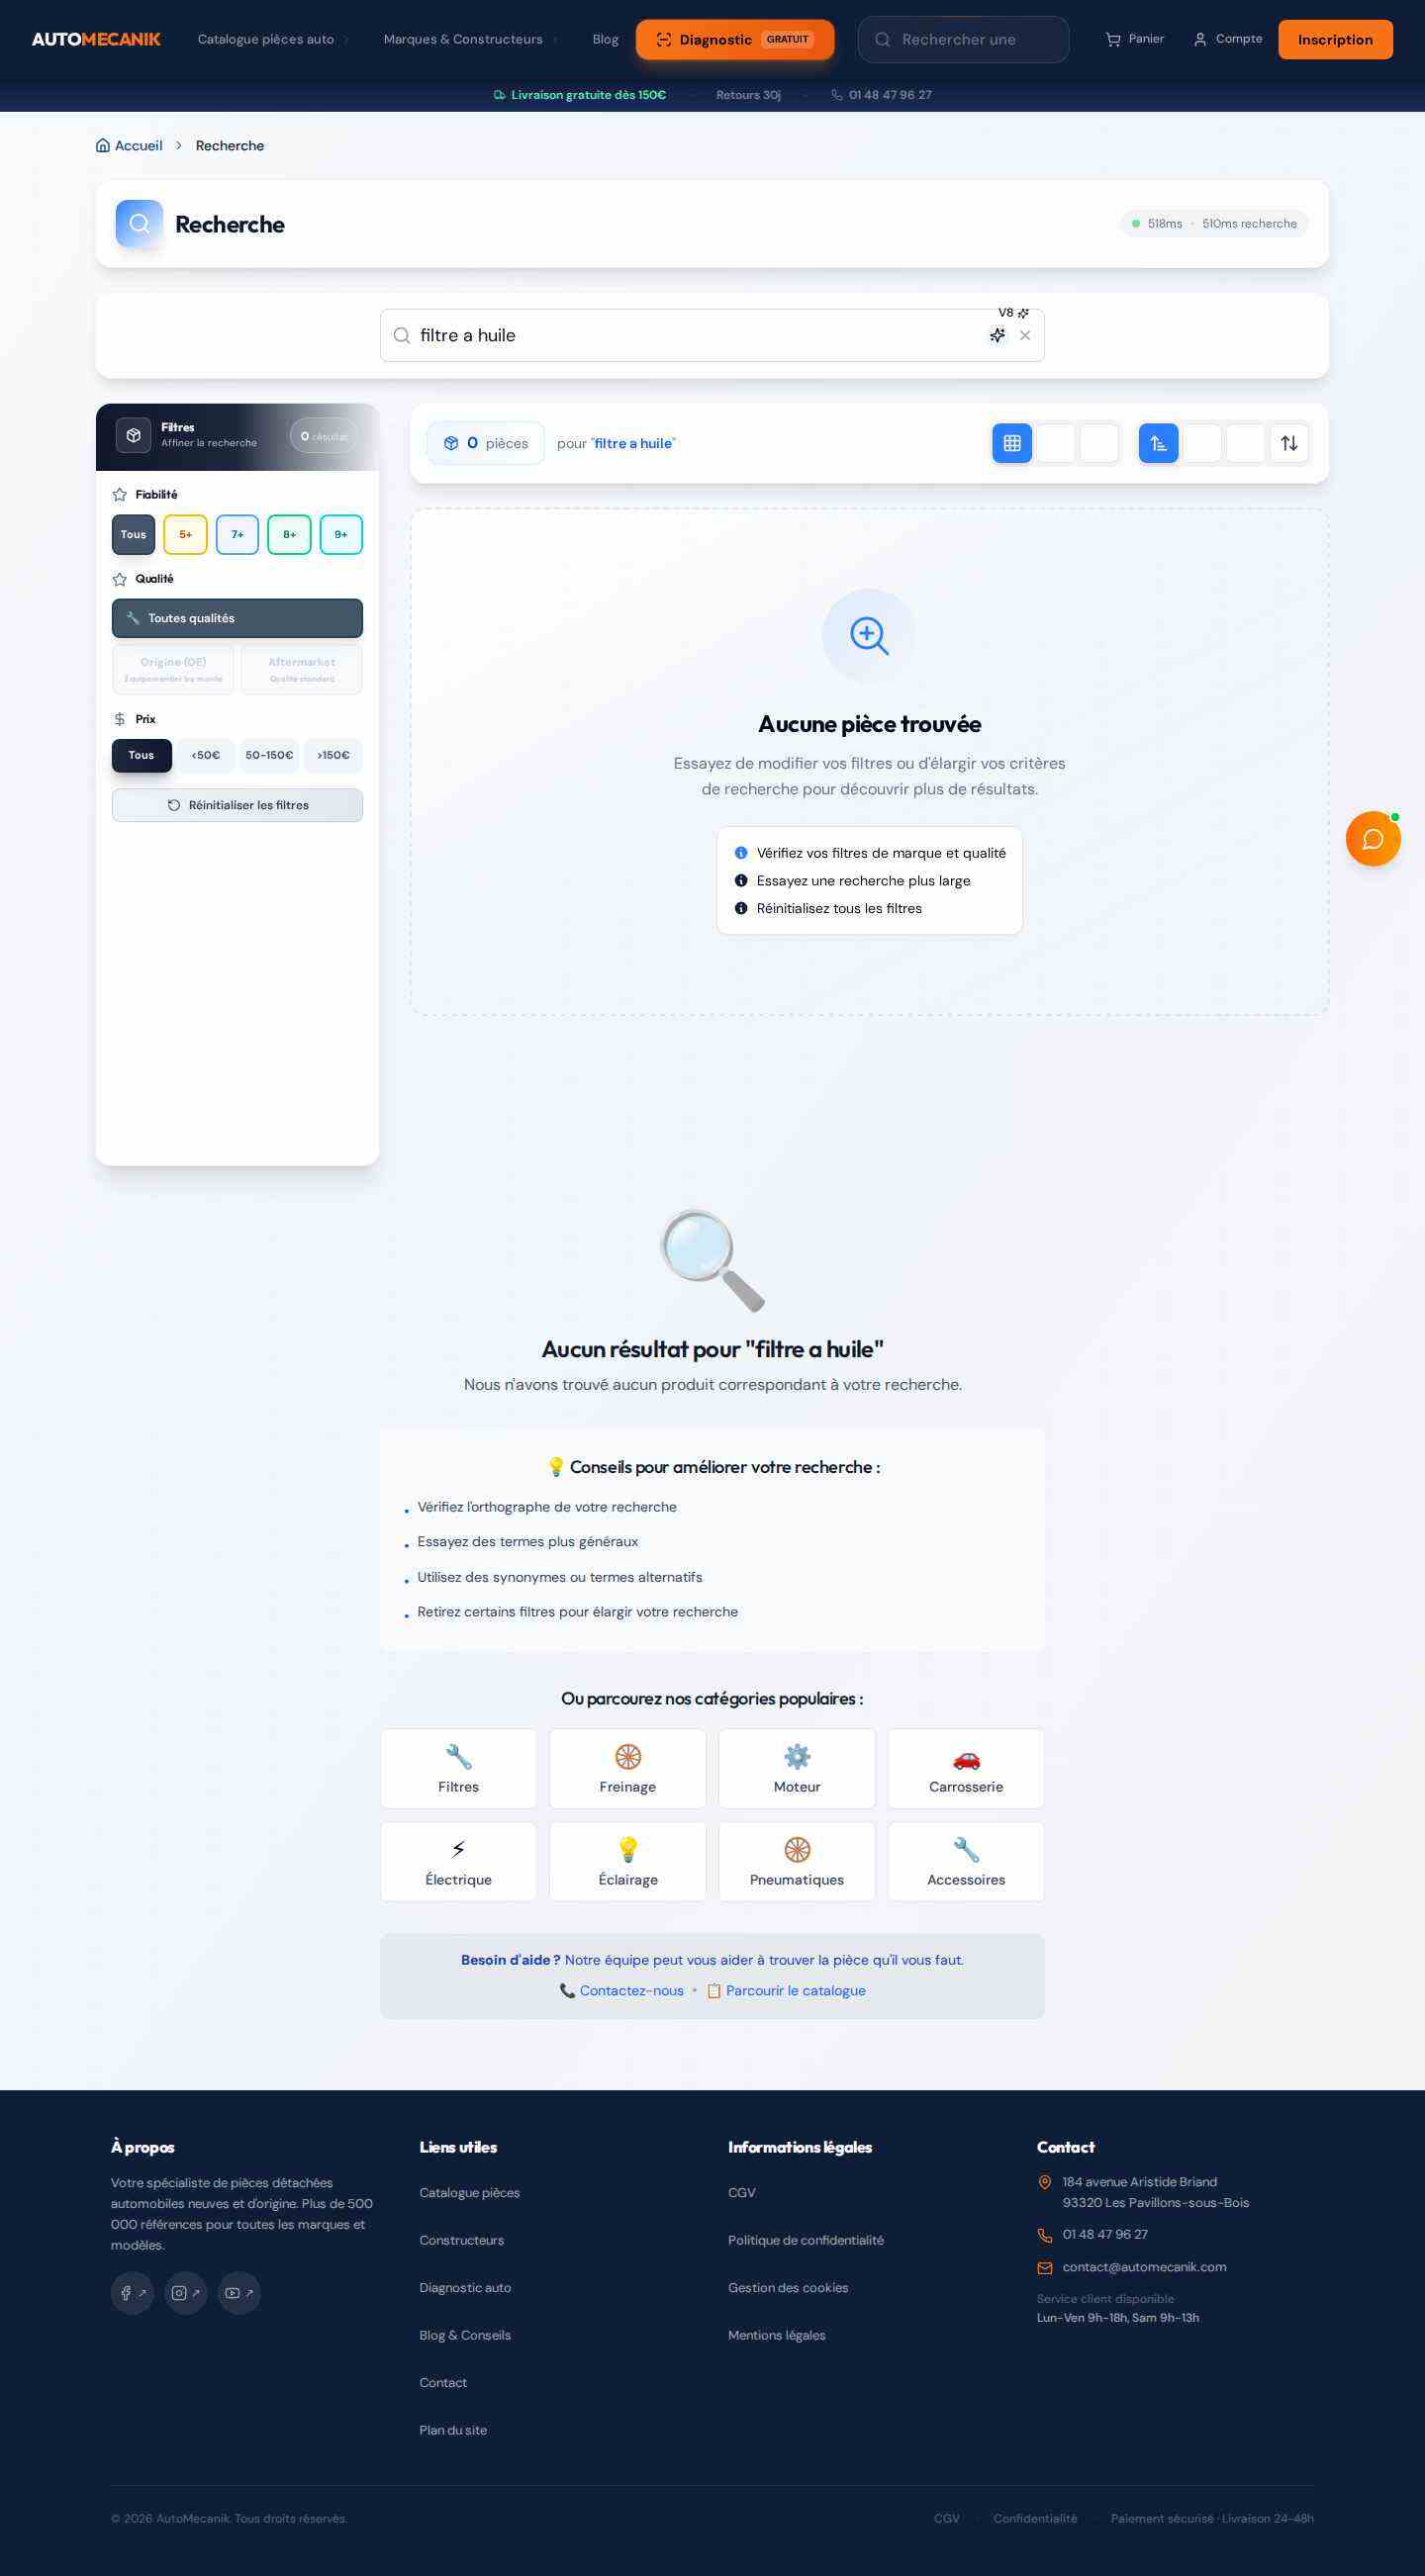 AUTOMECANIK
Catalogue pièces auto
Marques & Constructeurs
Blog
Diagnostic GRATUIT
Rechercher une
Panier
Compte
Inscription
Livraison gratuite dès 150€
Retours 30j
01 48 47 96 27
Accueil
Recherche
Recherche
518ms · 510ms recherche
V8
filtre a huile
Filtres
Affiner la recherche
0 résultat
Fiabilité
Tous
5+
7+
8+
9+
Qualité
Toutes qualités
Origine (OE)
Aftermarket
Qualité standard
Prix
Tous
<50€
50-150€
>150€
Réinitialiser les filtres
0 pièces
pour "filtre a huile"
Aucune pièce trouvée
Essayez de modifier vos filtres ou d'élargir vos critères
de recherche pour découvrir plus de résultats.
Vérifiez vos filtres de marque et qualité
Essayez une recherche plus large
Réinitialisez tous les filtres
Aucun résultat pour "filtre a huile"
Nous n'avons trouvé aucun produit correspondant à votre recherche.
Conseils pour améliorer votre recherche :
• Vérifiez l'orthographe de votre recherche
• Essayez des termes plus généraux
• Utilisez des synonymes ou termes alternatifs
• Retirez certains filtres pour élargir votre recherche
Ou parcourez nos catégories populaires :
Filtres
Freinage
Moteur
Carrosserie
Électrique
Éclairage
Pneumatiques
Accessoires
Besoin d'aide ? Notre équipe peut vous aider à trouver la pièce qu'il vous faut.
Contactez-nous • Parcourir le catalogue
À propos
Votre spécialiste de pièces détachées
automobiles neuves et d'origine. Plus de 500
000 références pour toutes les marques et
modèles.
↗
↗
↗
Liens utiles
Catalogue pièces
Constructeurs
Diagnostic auto
Blog & Conseils
Contact
Plan du site
Informations légales
CGV
Politique de confidentialité
Gestion des cookies
Mentions légales
Contact
184 avenue Aristide Briand
93320 Les Pavillons-sous-Bois
01 48 47 96 27
contact@automecanik.com
Service client disponible
Lun-Ven 9h-18h, Sam 9h-13h
© 2026 AutoMecanik. Tous droits réservés.
CGV
Confidentialité
Paiement sécurisé · Livraison 24-48h